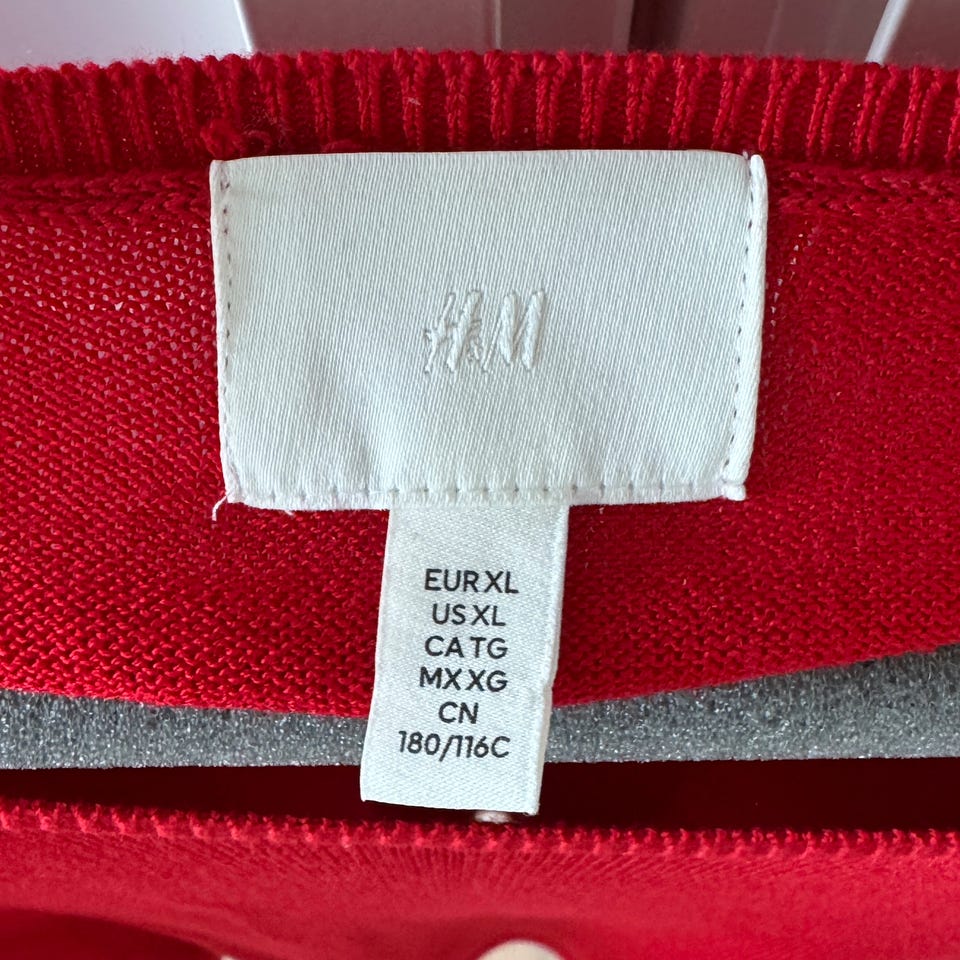 H&M
EUR XL
US XL
CA TG
MX XG
CN
180/116C